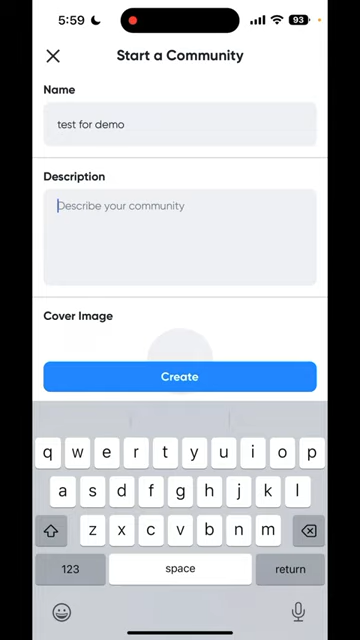 5:59
93
Start a Community
Name
test for demo
Description
Describe your community
Cover Image
Create
q w e r t y u i o p
a s d f g h j k l
z x c v b n m
123 space return